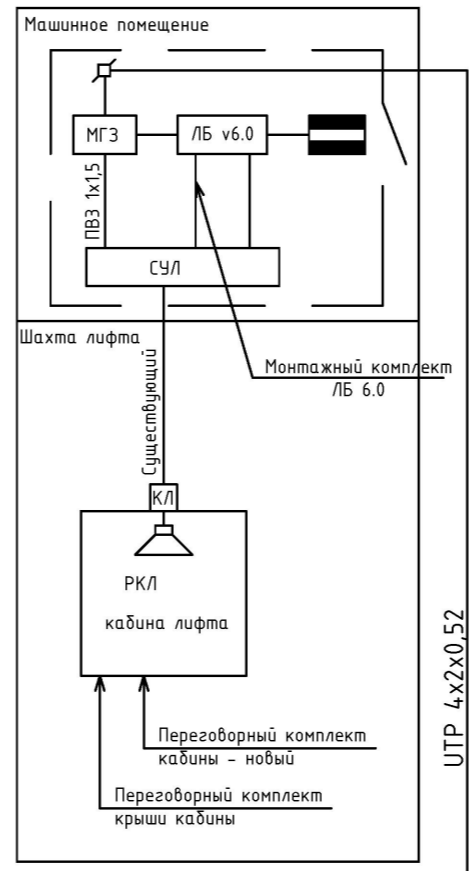 Машинное помещение
МГЗ
ЛБ v6.0
ПВЗ 1х1,5
СУЛ
Шахта лифта
Существующий
Монтажный комплект
ЛБ 6.0
КЛ
РКЛ
кабина лифта
UTP 4x2x0,52
Переговорный комплект
кабины – новый
Переговорный комплект
крыши кабины